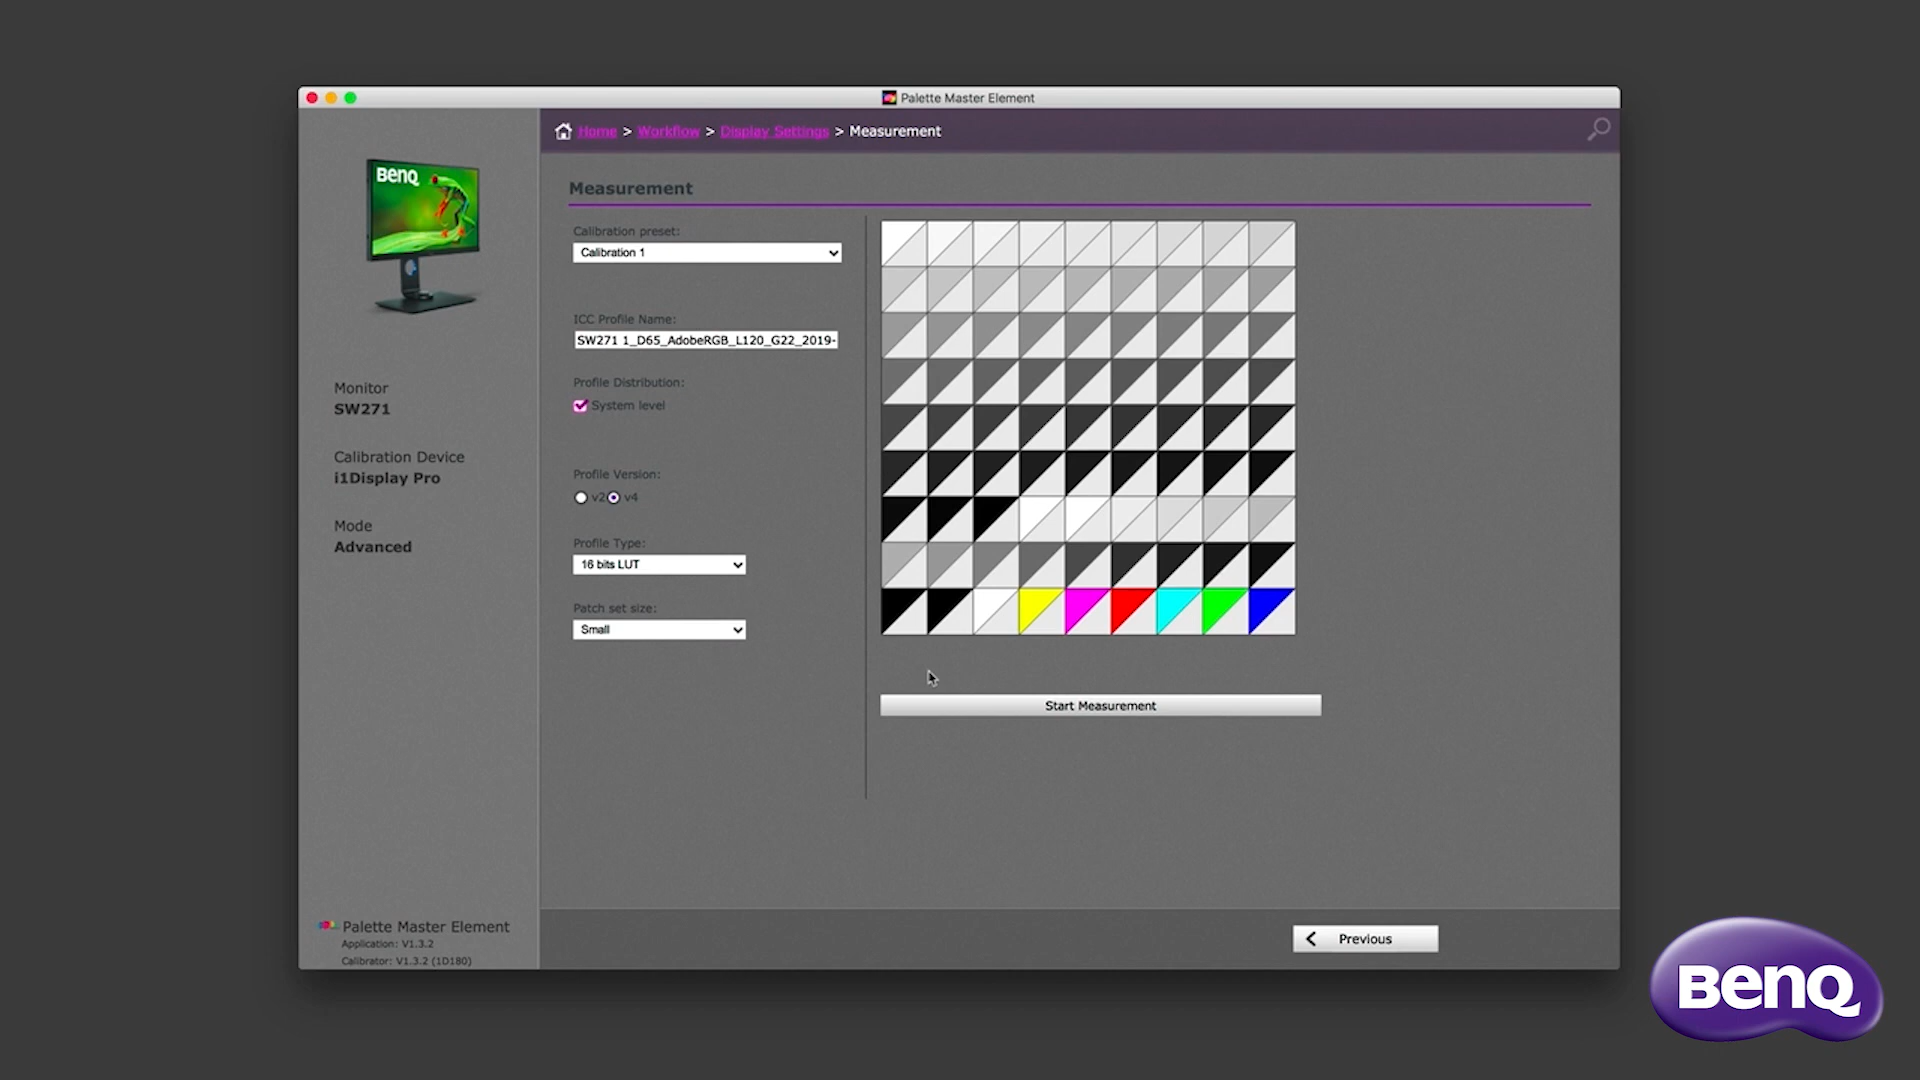 Palette Master Element
Home > Workflow > Display Settings > Measurement
BenQ
Measurement
Calibration preset:
Calibration 1
ICC Profile Name:
SW271 1_D65_AdobeRGB_L120_G22_2019-
Profile Distribution:
System level
Monitor
SW271
Calibration Device
i1Display Pro
Profile Version:
v2 v4
Mode
Advanced
Profile Type:
16 bits LUT
Patch set size:
Small
Start Measurement
Palette Master Element
Application: V1.3.2
Calibrator: V1.3.2 (1D180)
Previous
BenQ